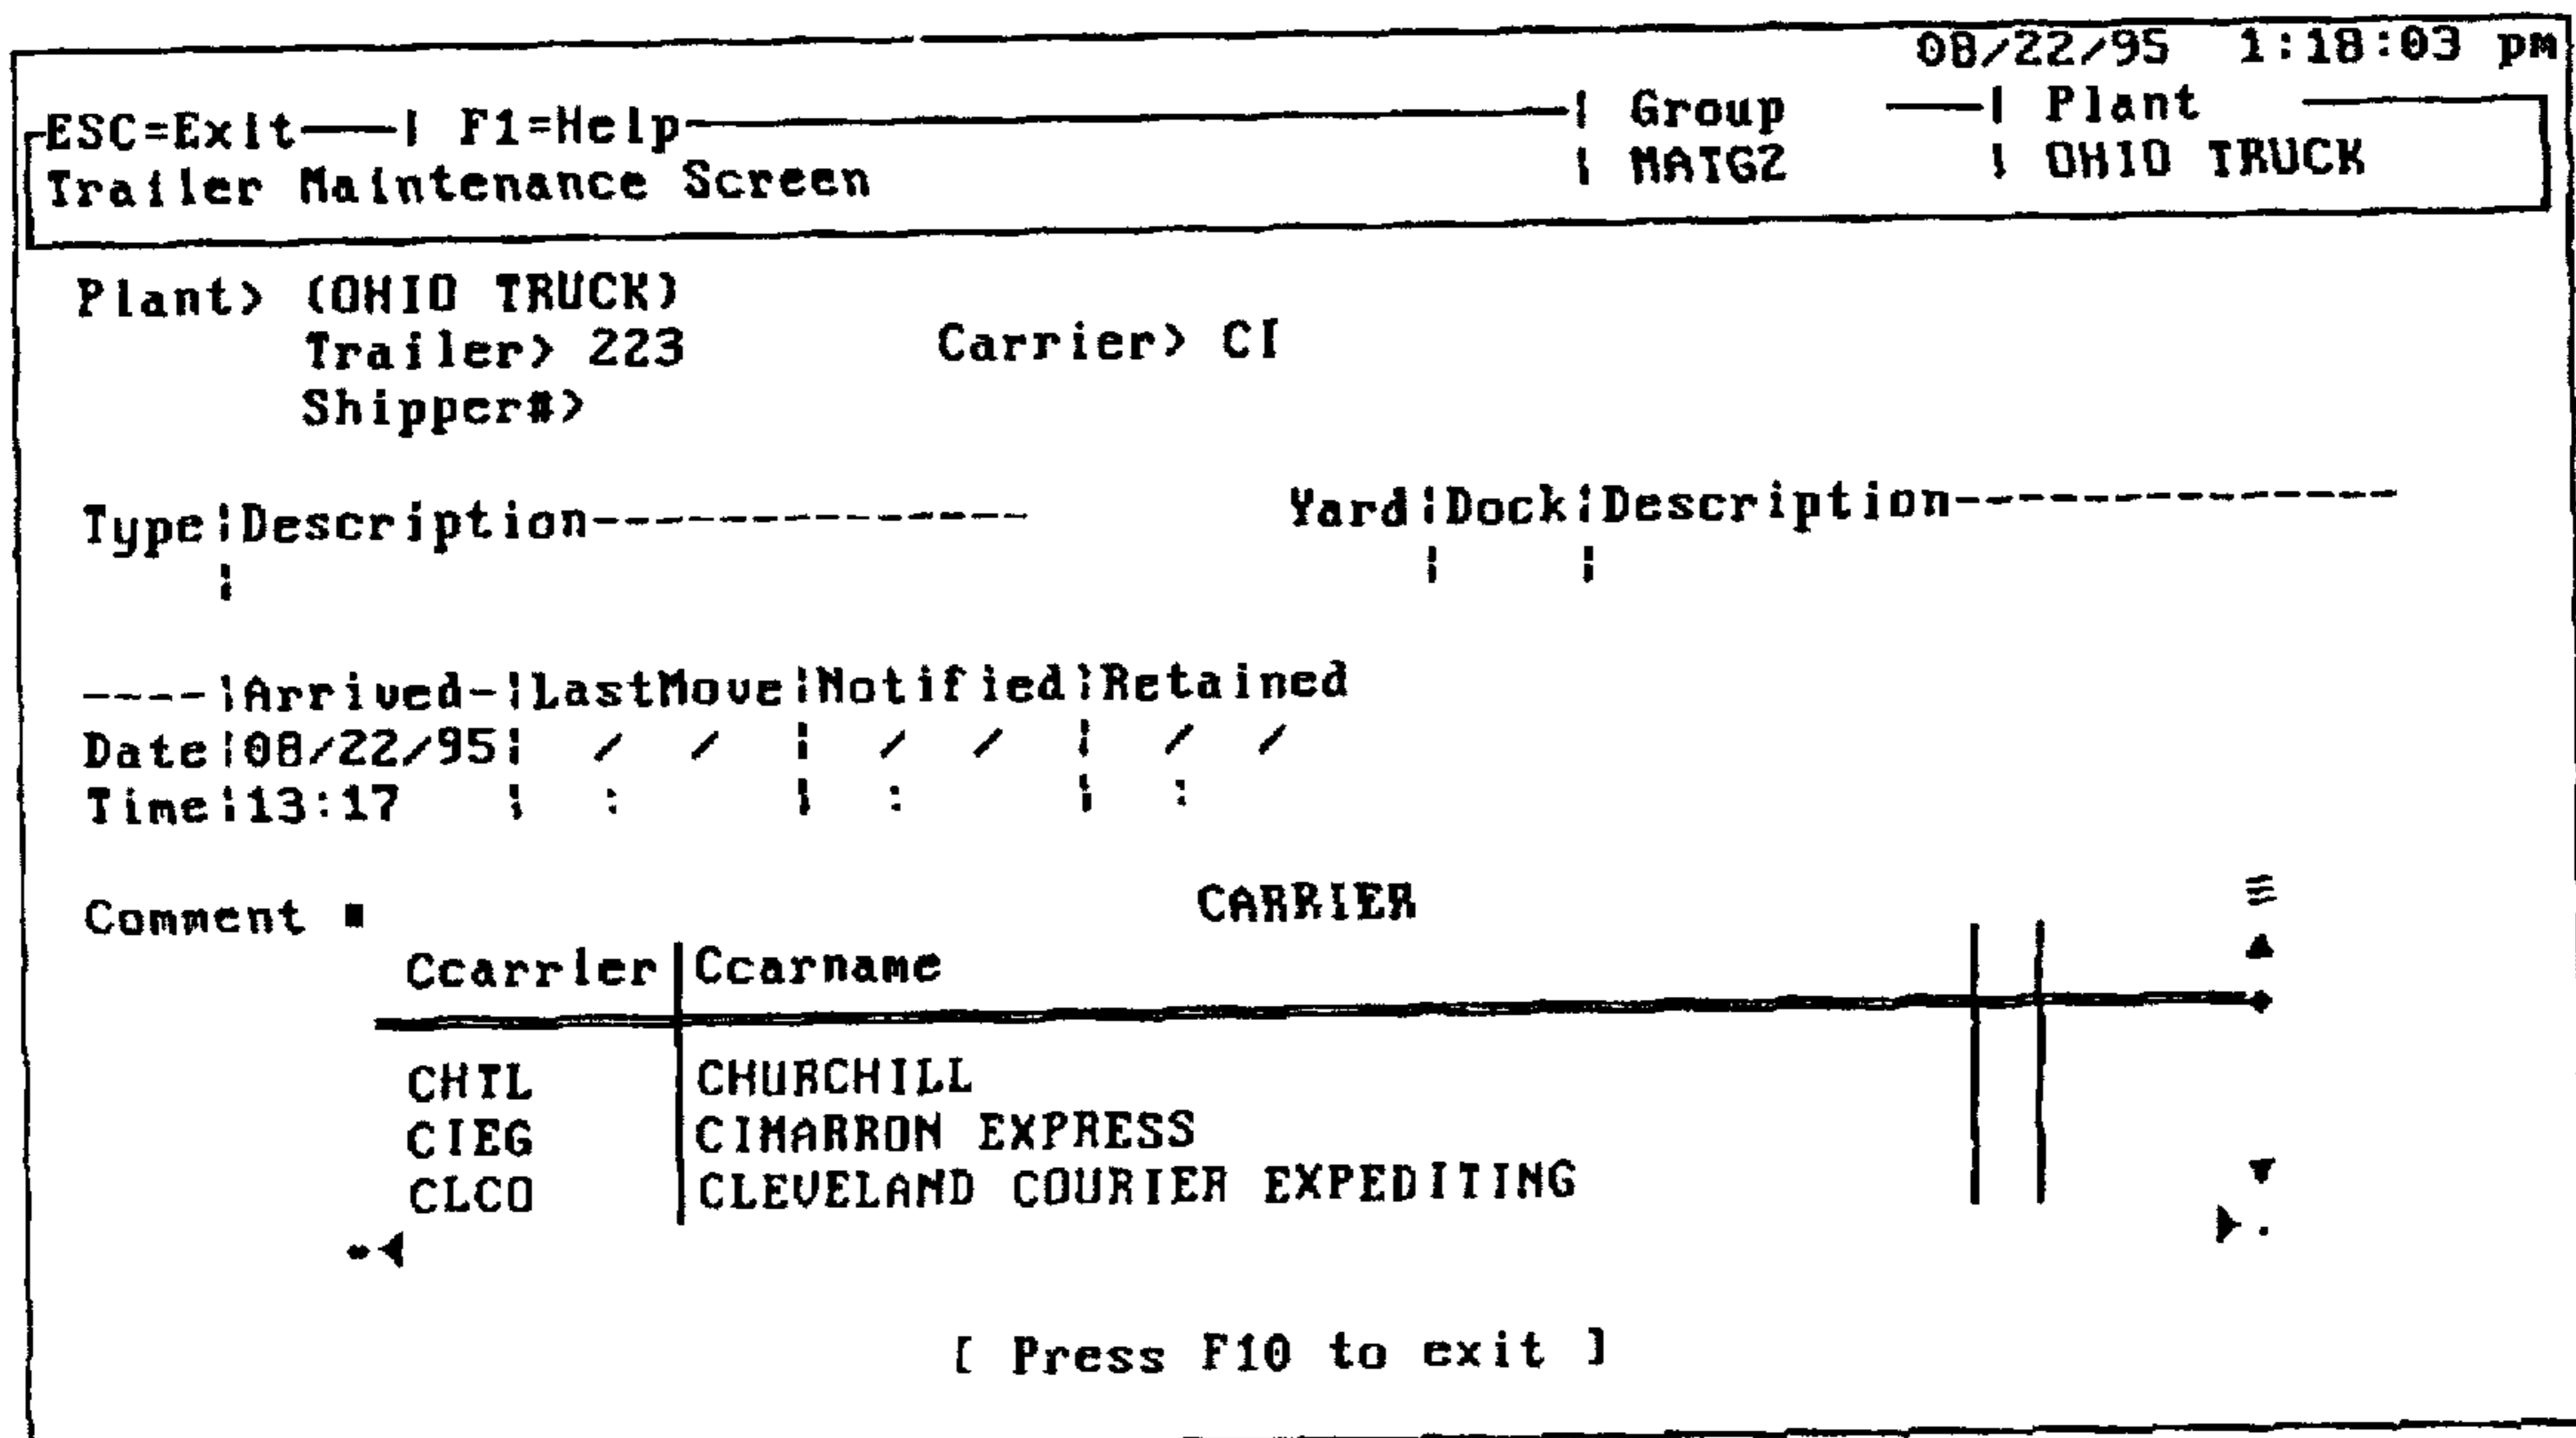 08/22/95 1:18:03 pm
ESC=Exit | F1=Help | Group | Plant
Trailer Maintenance Screen | MATG2 | OHIO TRUCK
Plant> (OHIO TRUCK)
Trailer> 223 Carrier> CI
Shipper#>
Type|Description-------------- Yard|Dock|Description---------------
| | |
----|Arrived-|LastMove|Notified|Retained
Date|08/22/95| / / | / / | / /
Time|13:17 | : | : | :
Comment CARRIER
Ccarrier|Ccarname
CHTL |CHURCHILL
CIEG |CIMARRON EXPRESS
CLCO |CLEVELAND COURIER EXPEDITING
[ Press F10 to exit ]